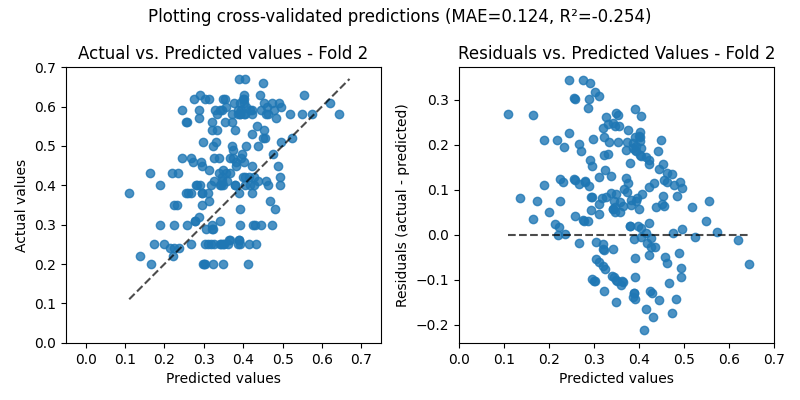 Plotting cross-validated predictions (MAE=0.124, R²=-0.254)
Actual vs. Predicted values - Fold 2
Actual values
0.7
0.6
0.5
0.4
0.3
0.2
0.1
0.0
0.0 0.1 0.2 0.3 0.4 0.5 0.6 0.7
Predicted values
Residuals vs. Predicted Values - Fold 2
Residuals (actual - predicted)
0.3
0.2
0.1
0.0
−0.1
−0.2
0.0 0.1 0.2 0.3 0.4 0.5 0.6 0.7
Predicted values